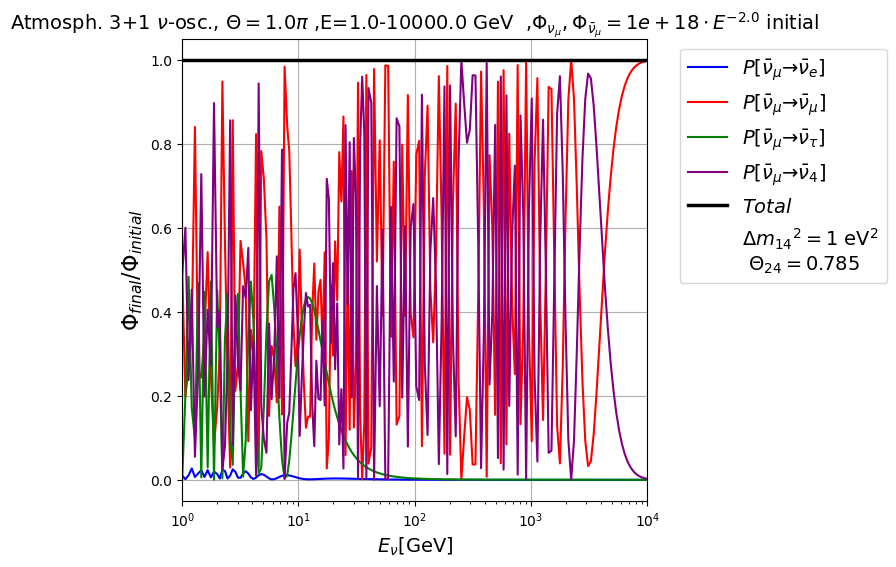 Atmosph. 3+1 ν-osc., Θ = 1.0π ,E=1.0-10000.0 GeV ,Φ_{ν_μ}, Φ_{ν̄_μ} = 1e + 18 · E^{−2.0} initial
Φ_{final}/Φ_{initial}
1.0
0.8
0.6
0.4
0.2
0.0
10^0
10^1
10^2
10^3
10^4
E_ν[GeV]
P[ν̄_μ→ν̄_e]
P[ν̄_μ→ν̄_μ]
P[ν̄_μ→ν̄_τ]
P[ν̄_μ→ν̄_4]
Total
Δm_{14}^2 = 1 eV^2
Θ_{24} = 0.785